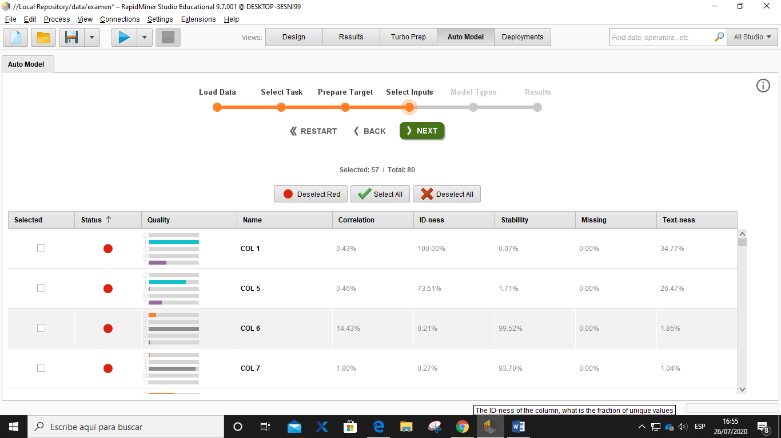 //Local Repository/data/examen* – RapidMiner Studio Educational 9.7.001 @ DESKTOP-3ESNI99
File Edit Process View Connections Settings Extensions Help
Views: Design Results Turbo Prep Auto Model Deployments Find data, operators...etc All Studio
Auto Model
Load Data Select Task Prepare Target Select Inputs Model Types Results
RESTART BACK NEXT
Selected: 57 / Total: 80
Deselect Red Select All Deselect All
Selected Status Quality Name Correlation ID-ness Stability Missing Text-ness
COL 1 0.43% 100.00% 0.07% 0.00% 34.77%
COL 5 0.46% 73.51% 1.71% 0.00% 26.47%
COL 6 14.43% 0.21% 99.52% 0.00% 1.85%
COL 7 1.80% 0.27% 93.70% 0.00% 1.04%
The ID-ness of the column, what is the fraction of unique values
Escribe aquí para buscar
ESP
16:55
26/07/2020
8